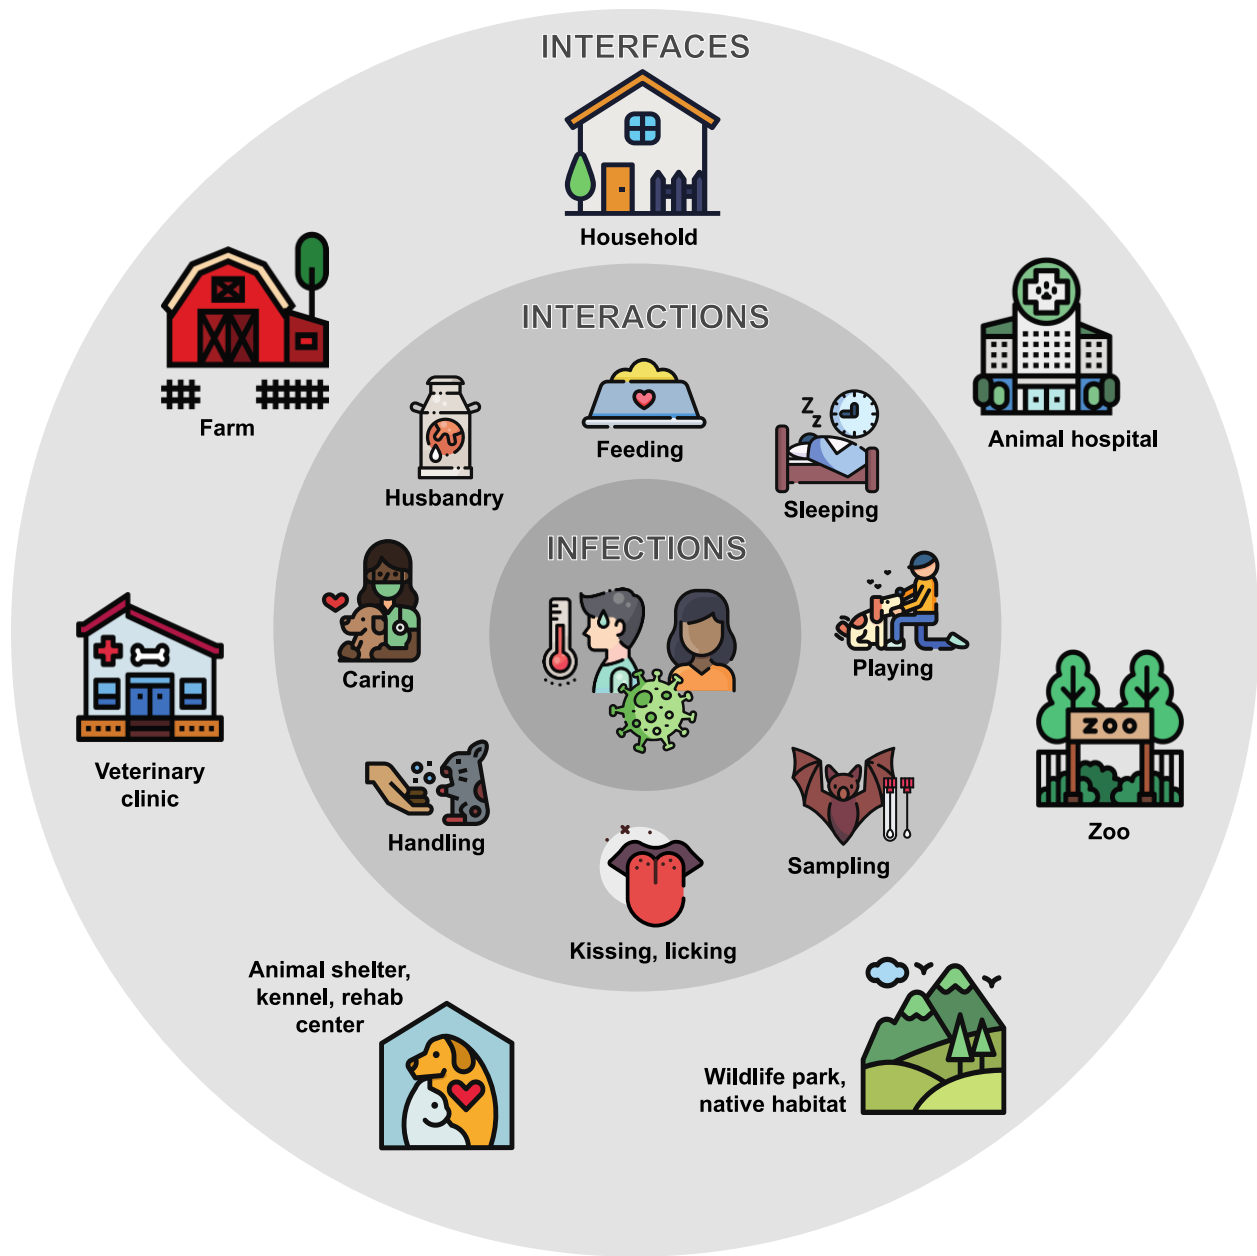 INTERFACES
Household
Farm
Animal hospital
INTERACTIONS
Husbandry
Feeding
Z
z
Sleeping
INFECTIONS
Caring
Playing
Veterinary
clinic
ZOO
Zoo
Handling
Sampling
Kissing, licking
Animal shelter,
kennel, rehab
center
Wildlife park,
native habitat